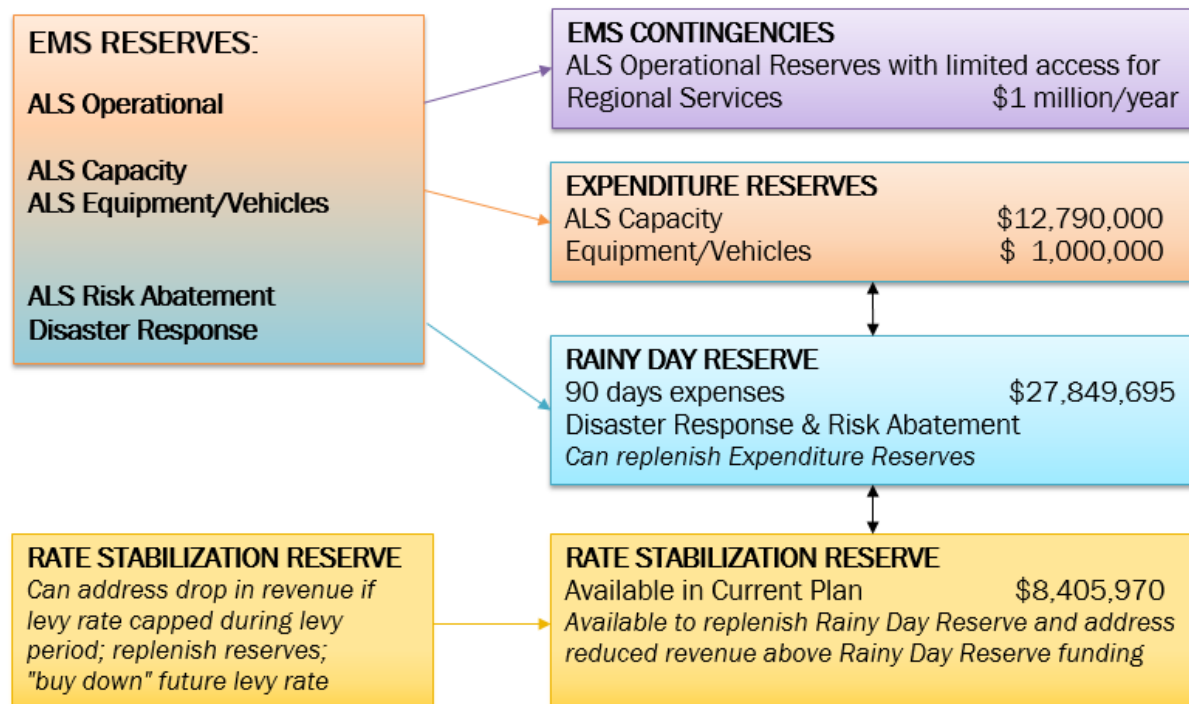 EMS RESERVES:
ALS Operational
ALS Capacity
ALS Equipment/Vehicles
ALS Risk Abatement
Disaster Response
EMS CONTINGENCIES
ALS Operational Reserves with limited access for
Regional Services $1 million/year
EXPENDITURE RESERVES
ALS Capacity $12,790,000
Equipment/Vehicles $ 1,000,000
RAINY DAY RESERVE
90 days expenses $27,849,695
Disaster Response & Risk Abatement
Can replenish Expenditure Reserves
RATE STABILIZATION RESERVE
Can address drop in revenue if
levy rate capped during levy
period; replenish reserves;
"buy down" future levy rate
RATE STABILIZATION RESERVE
Available in Current Plan $8,405,970
Available to replenish Rainy Day Reserve and address
reduced revenue above Rainy Day Reserve funding